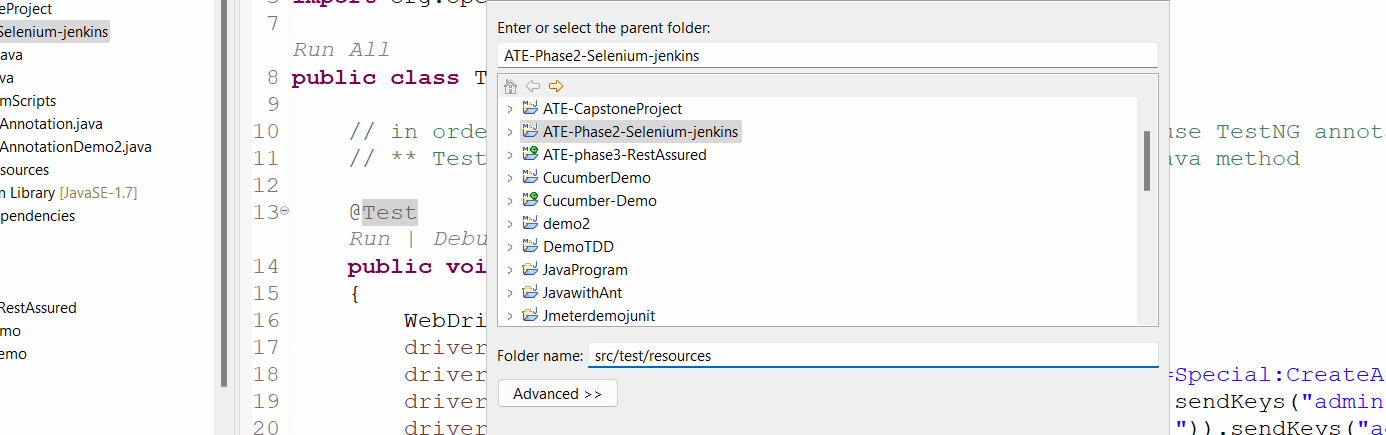 eProject
Selenium-jenkins
ava
va
mScripts
Annotation.java
AnnotationDemo2.java
sources
m Library [JavaSE-1.7]
pendencies
RestAssured
mo
emo
7
Run All
8 public class T
9
10 // in orde
use TestNG annota
11 // ** Test
ava method
12
13 @Test
Run | Debu
14 public voi
15 {
16 WebDri
17 driver
18 driver
=Special:CreateA
19 driver
.sendKeys("admin
20 driver
")).sendKeys("a
Enter or select the parent folder:
ATE-Phase2-Selenium-jenkins
ATE-CapstoneProject
ATE-Phase2-Selenium-jenkins
ATE-phase3-RestAssured
CucumberDemo
Cucumber-Demo
demo2
DemoTDD
JavaProgram
JavawithAnt
Jmeterdemojunit
Folder name: src/test/resources
Advanced >>